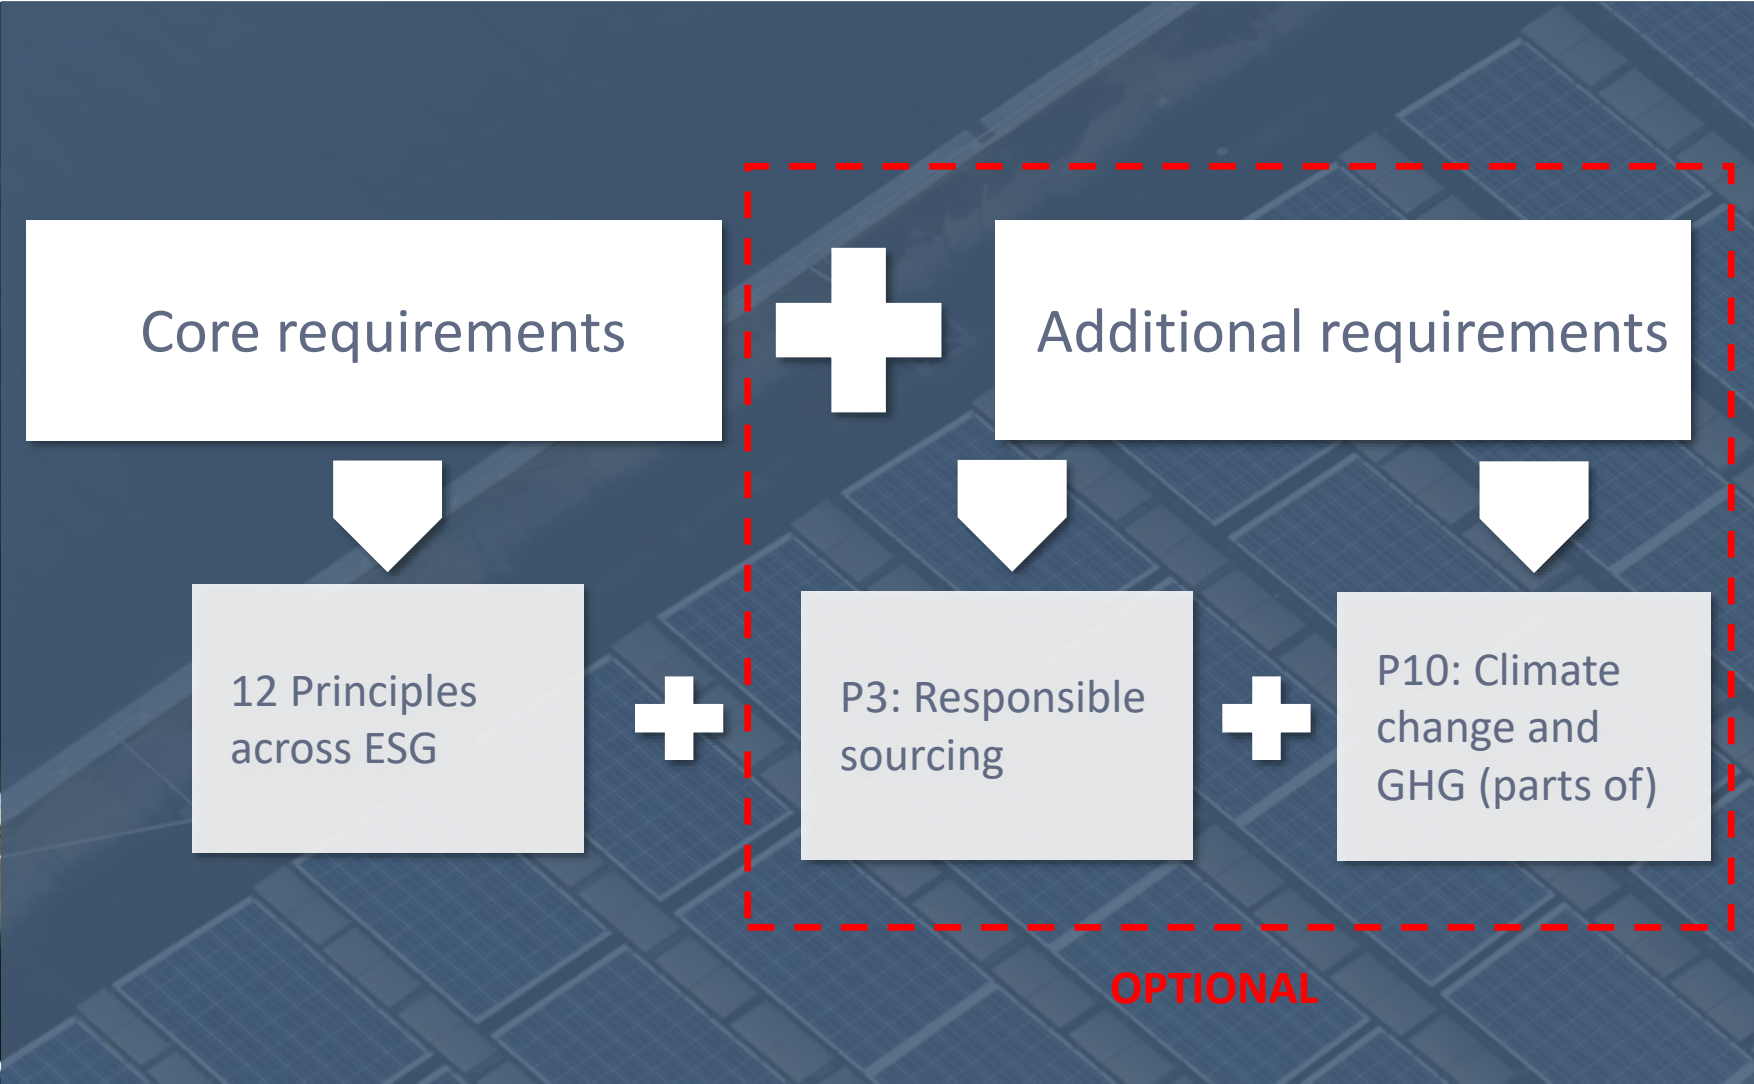 Core requirements
Additional requirements
12 Principles
across ESG
P3: Responsible
sourcing
P10: Climate
change and
GHG (parts of)
OPTIONAL